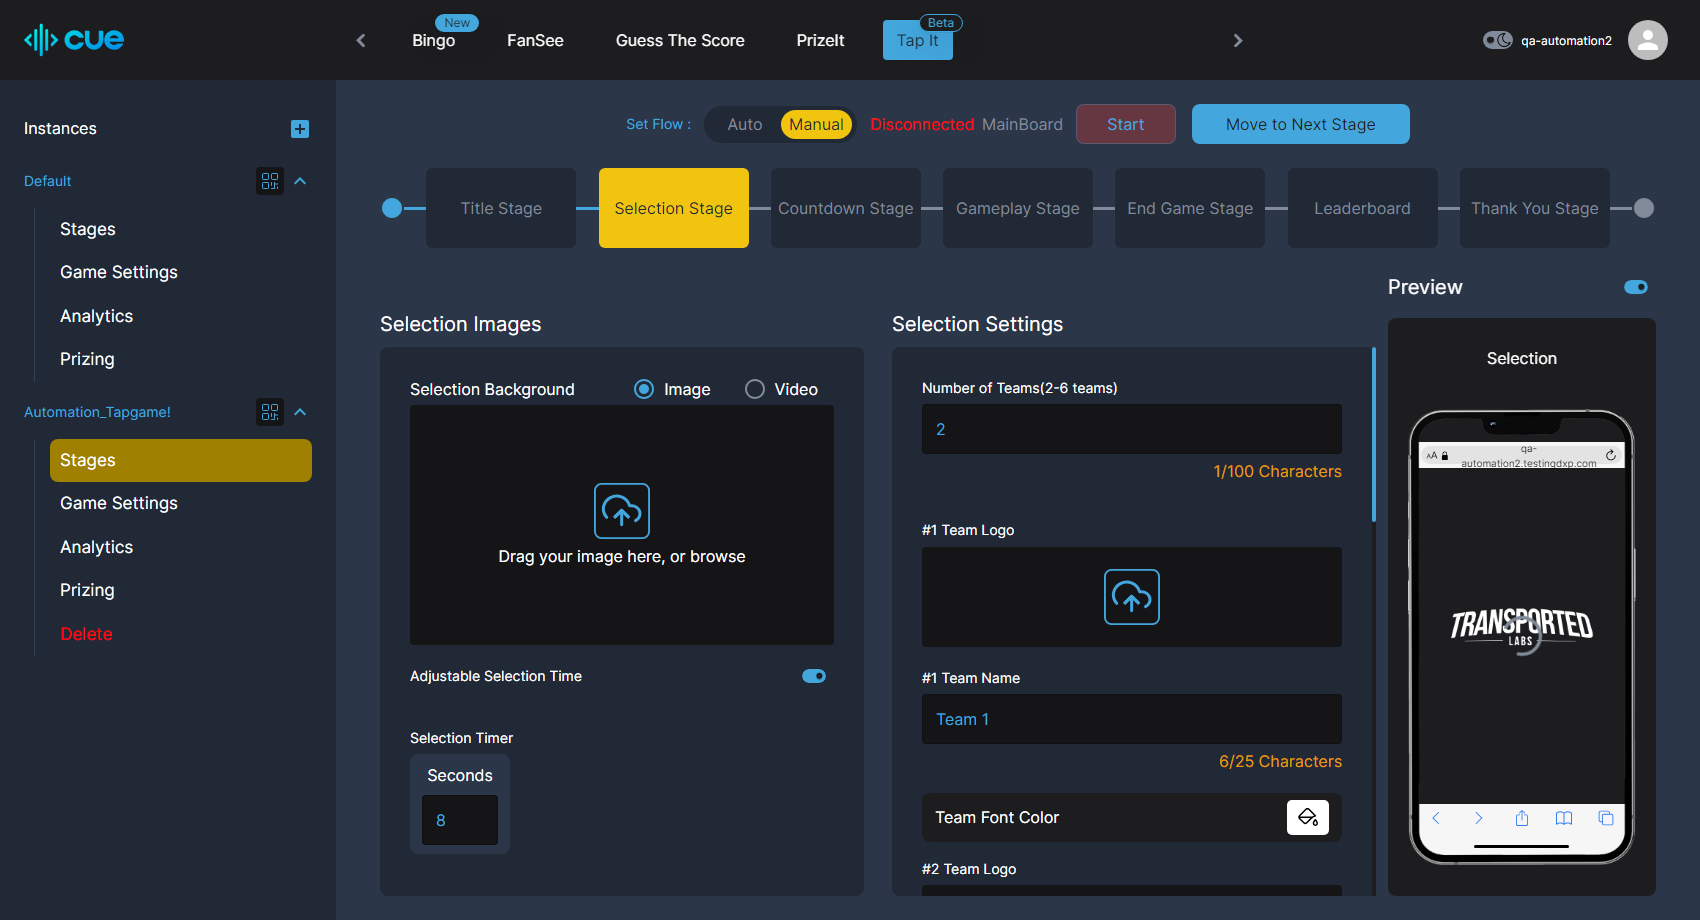 cue
New
Bingo
FanSee
Guess The Score
PrizeIt
Beta
Tap It
qa-automation2
Instances
Default
Stages
Game Settings
Analytics
Prizing
Automation_Tapgame!
Stages
Game Settings
Analytics
Prizing
Delete
Set Flow :
Auto
Manual
Disconnected MainBoard
Start
Move to Next Stage
Title Stage
Selection Stage
Countdown Stage
Gameplay Stage
End Game Stage
Leaderboard
Thank You Stage
Selection Images
Selection Background
Image
Video
Drag your image here, or browse
Adjustable Selection Time
Selection Timer
Seconds
8
Selection Settings
Number of Teams(2-6 teams)
2
1/100 Characters
#1 Team Logo
#1 Team Name
Team 1
6/25 Characters
Team Font Color
#2 Team Logo
Preview
Selection
AA
qa-
automation2.testingdxp.com
TRANSPORTED
LABS